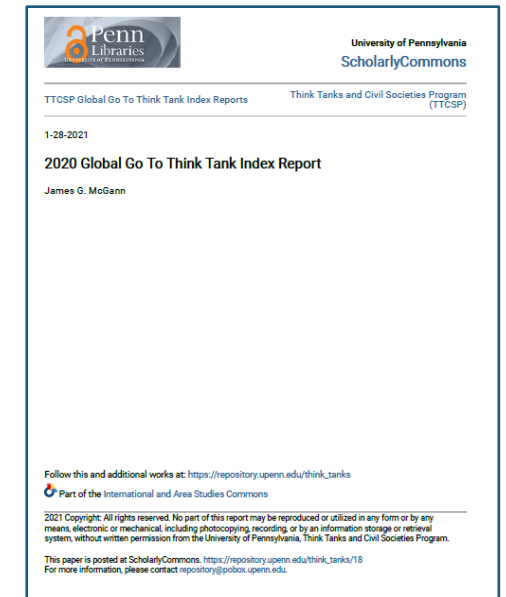 Penn
Libraries
UNIVERSITY OF PENNSYLVANIA
University of Pennsylvania
ScholarlyCommons
TTCSP Global Go To Think Tank Index Reports
Think Tanks and Civil Societies Program
(TTCSP)
1-28-2021
2020 Global Go To Think Tank Index Report
James G. McGann
Follow this and additional works at: https://repository.upenn.edu/think_tanks
Part of the International and Area Studies Commons
2021 Copyright: All rights reserved. No part of this report may be reproduced or utilized in any form or by any
means, electronic or mechanical, including photocopying, recording, or by an information storage or retrieval
system, without written permission from the University of Pennsylvania, Think Tanks and Civil Societies Program.
This paper is posted at ScholarlyCommons. https://repository.upenn.edu/think_tanks/18
For more information, please contact repository@pobox.upenn.edu.